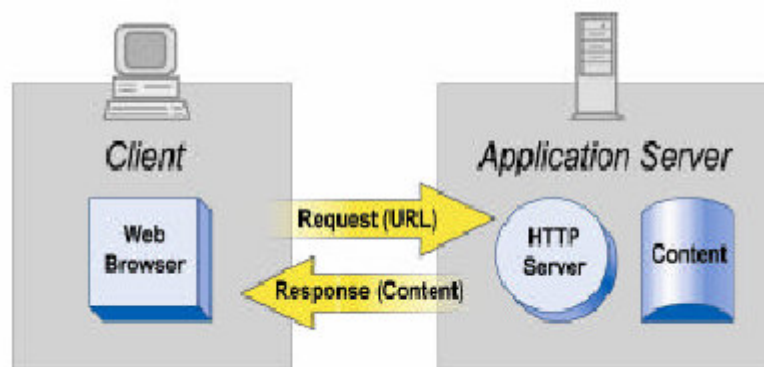 Client
Application Server
Web
Browser
Request (URL)
Response (Content)
HTTP
Server
Content